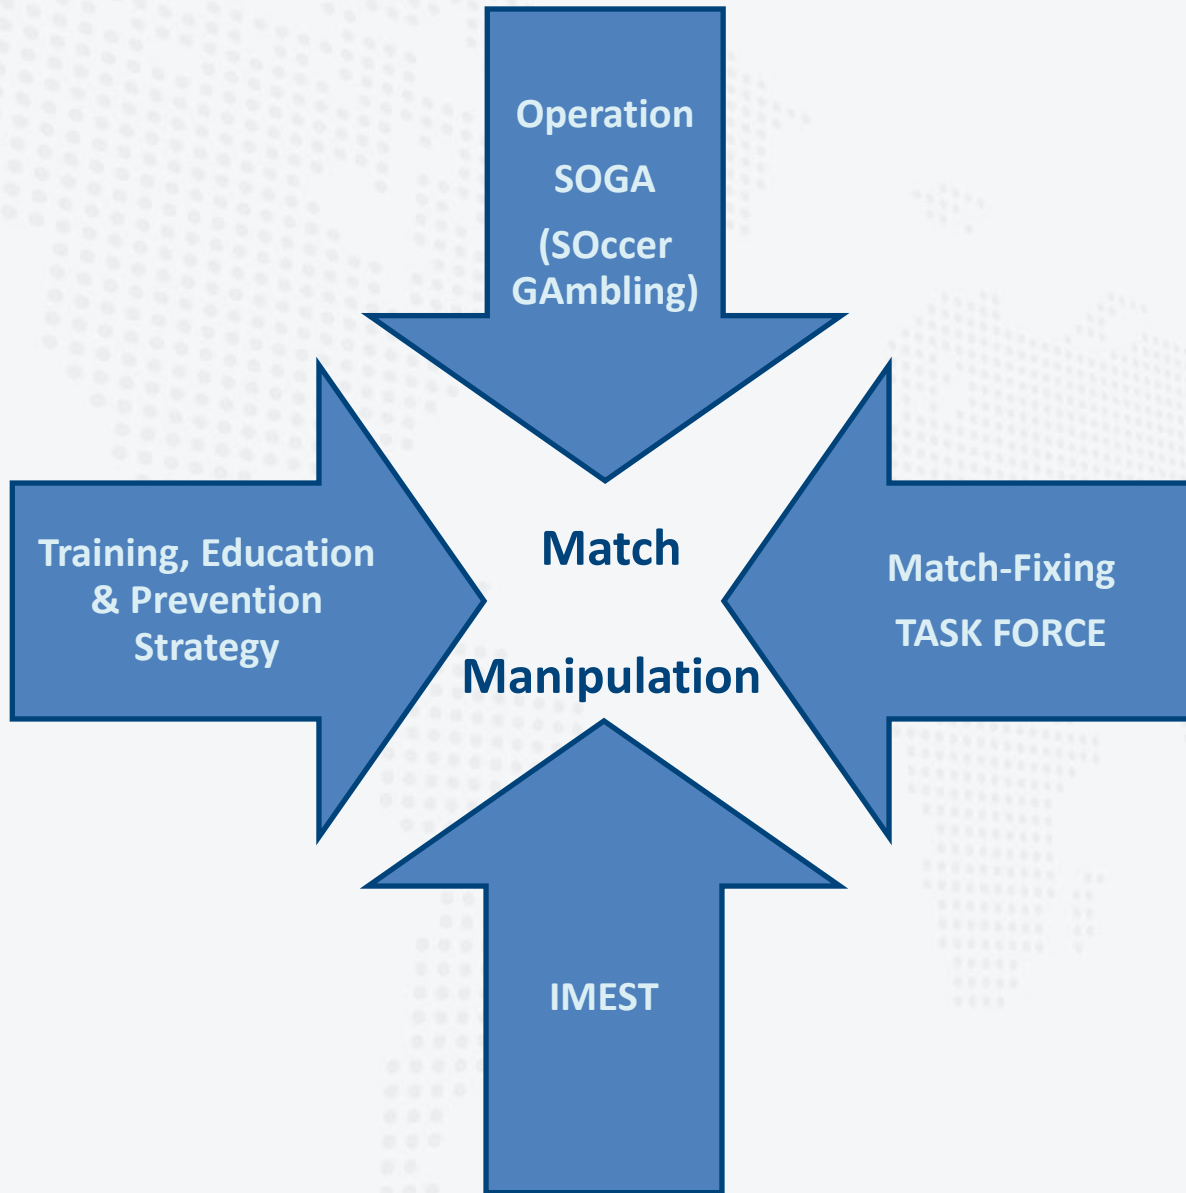 Operation
SOGA
(SOccer
GAmbling)
Training, Education
& Prevention
Strategy
Match
Manipulation
Match-Fixing
TASK FORCE
IMEST